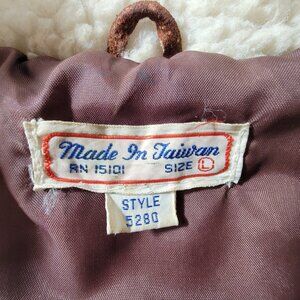 Made In Taiwan
RN 15101 SIZE L
STYLE
5280